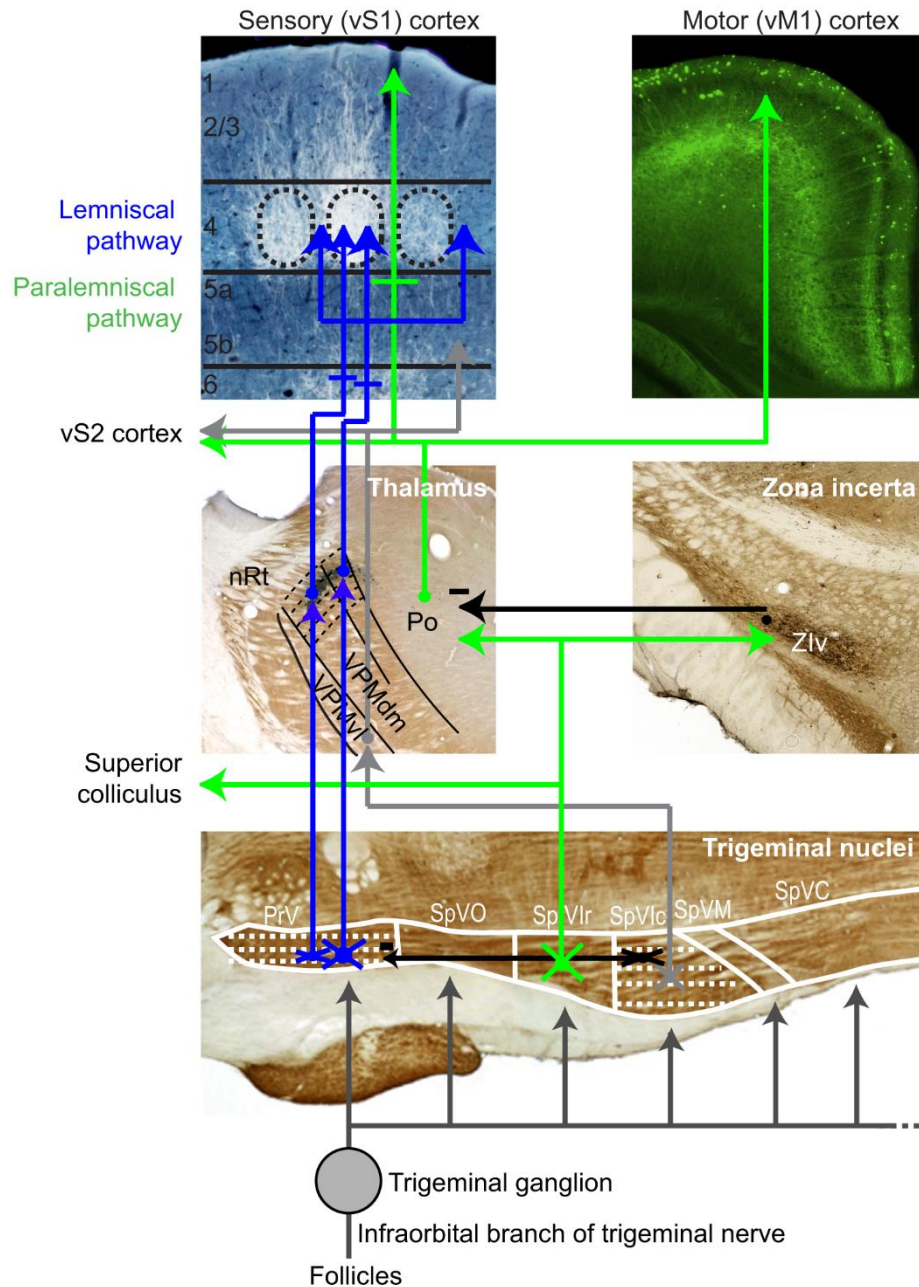 Sensory (vS1) cortex
Motor (vM1) cortex
1
2/3
Lemniscal
pathway
4
Paralemniscal
pathway
5a
5b
6
vS2 cortex
Thalamus
Zona incerta
nRt
Po
ZIv
VPMdm
VPMvl
Superior
colliculus
Trigeminal nuclei
PrV
SpVO
SpVIr
SpVIc
SpVM
SpVC
Trigeminal ganglion
Infraorbital branch of trigeminal nerve
Follicles